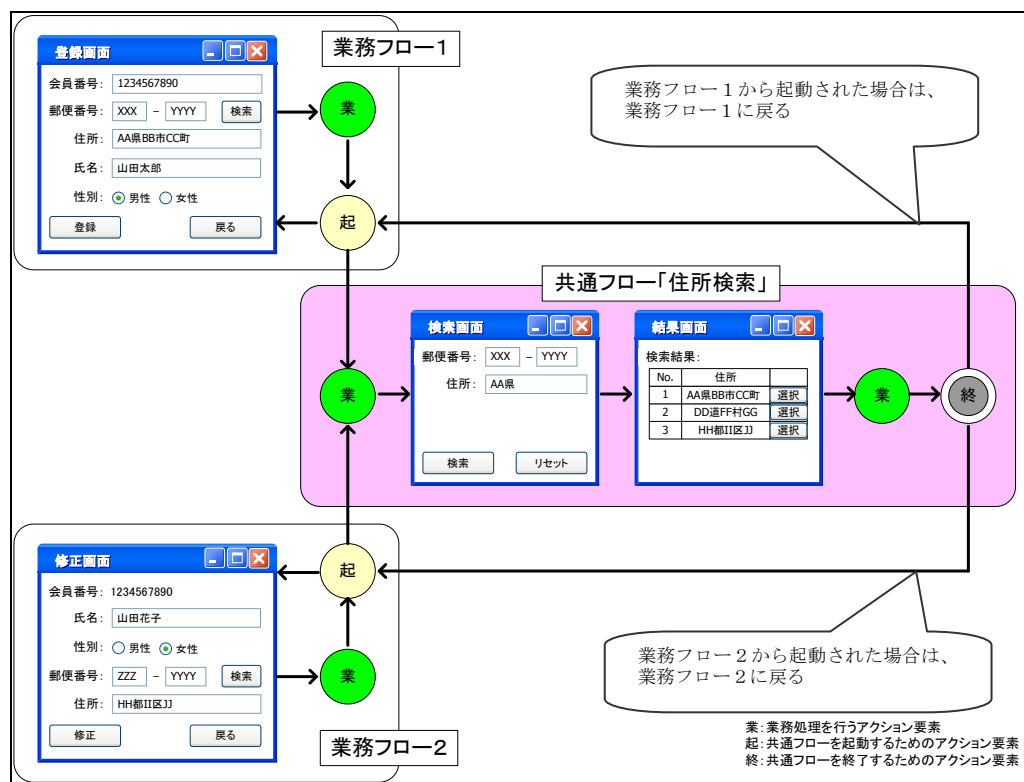 業務フロー1
登録画面
会員番号: 1234567890
郵便番号: XXX － YYYY 検索
住所: AA県BB市CC町
氏名: 山田太郎
性別: 男性 女性
登録 戻る
業
起
業務フロー１から起動された場合は、
業務フロー１に戻る
共通フロー「住所検索」
業
検索画面
郵便番号: XXX － YYYY
住所: AA県
検索 リセット
結果画面
検索結果:
No. 住所
1 AA県BB市CC町 選択
2 DD道FF村GG 選択
3 HH都II区JJ 選択
業
終
修正画面
会員番号: 1234567890
氏名: 山田花子
性別: 男性 女性
郵便番号: ZZZ － YYYY 検索
住所: HH都II区JJ
修正 戻る
起
業
業務フロー2
業務フロー２から起動された場合は、
業務フロー２に戻る
業:業務処理を行うアクション要素
起:共通フローを起動するためのアクション要素
終:共通フローを終了するためのアクション要素